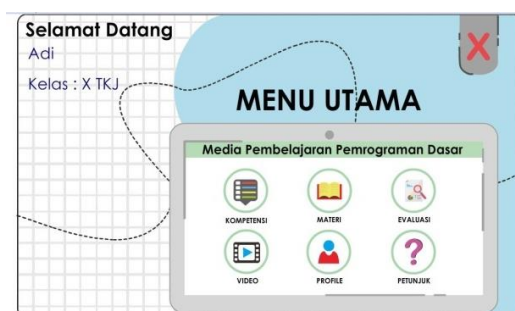 Selamat Datang
Adi
Kelas : X TKJ
X
MENU UTAMA
Media Pembelajaran Pemrograman Dasar
KOMPETENSI
MATERI
EVALUASI
VIDEO
PROFILE
?
PETUNJUK